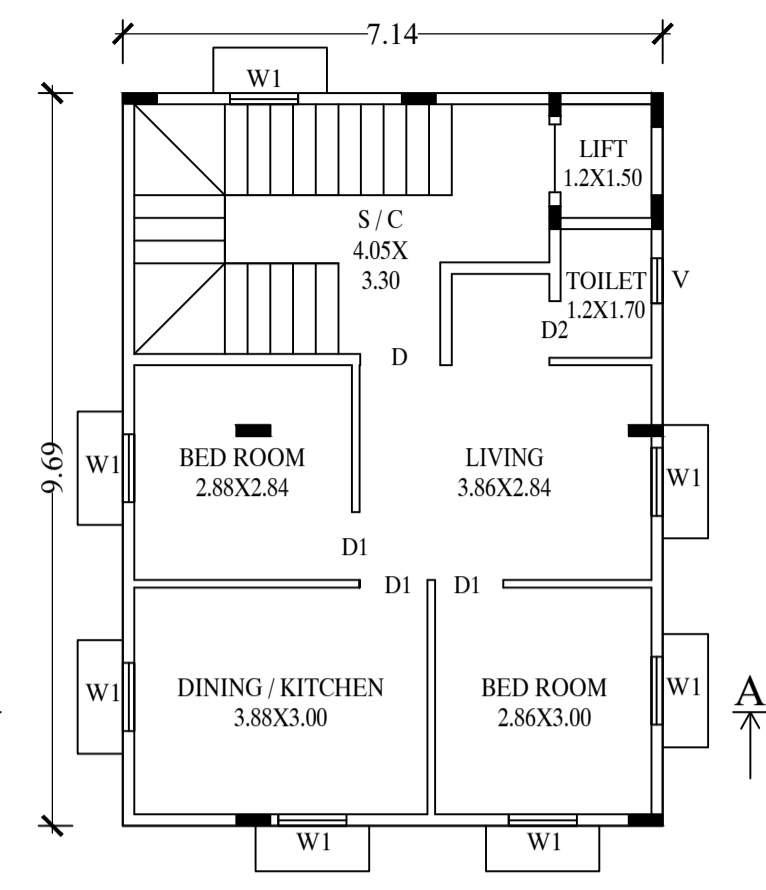 7.14
W1
LIFT
1.2X1.50
S / C
4.05X
3.30
TOILET
1.2X1.70
V
D2
D
9.69
W1
BED ROOM
2.88X2.84
LIVING
3.86X2.84
W1
D1
D1
D1
W1
DINING / KITCHEN
3.88X3.00
BED ROOM
2.86X3.00
W1
A
W1
W1